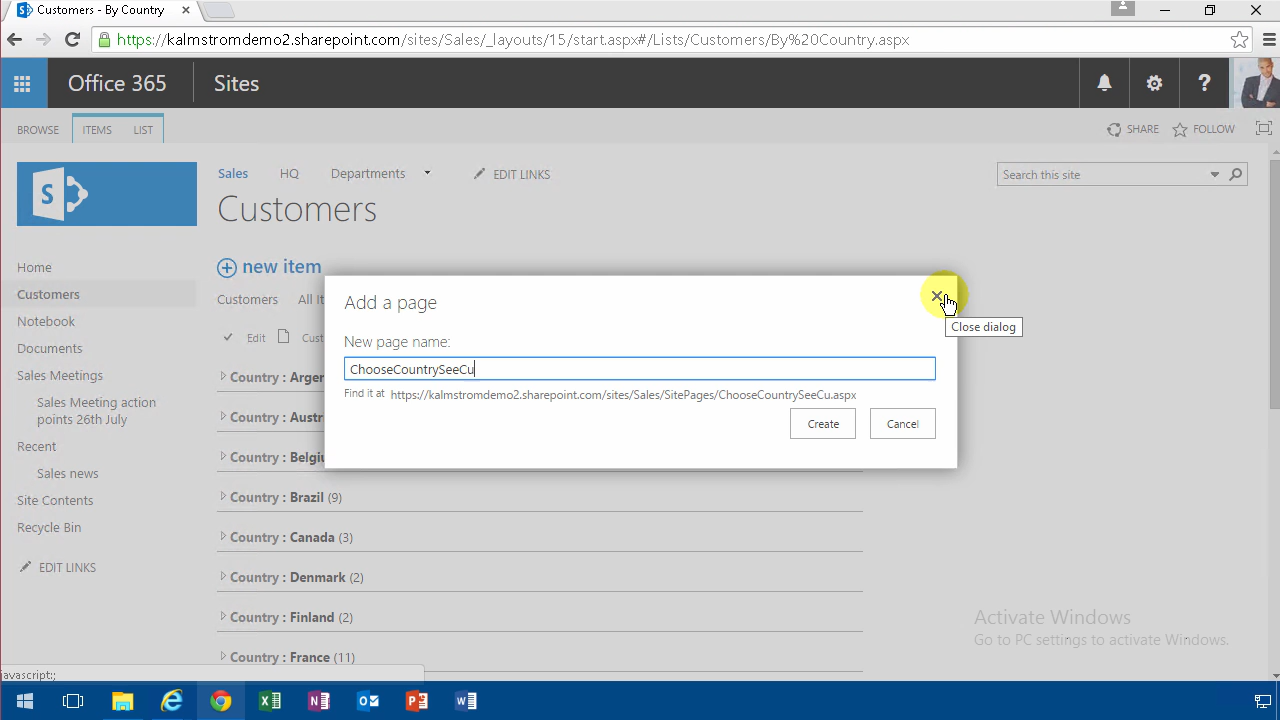 Customers - By Country
https://kalmstromdemo2.sharepoint.com/sites/Sales/_layouts/15/start.aspx#/Lists/Customers/By%20Country.aspx
Office 365
Sites
BROWSE
ITEMS
LIST
SHARE
FOLLOW
Sales
HQ
Departments
EDIT LINKS
Search this site
Customers
new item
Home
Customers
Notebook
Documents
Sales Meetings
Sales Meeting action
points 26th July
Recent
Sales news
Site Contents
Recycle Bin
EDIT LINKS
Customers
All It
Edit
Cust
Country : Argen
Country : Austr
Country : Belgiu
Country : Brazil (9)
Country : Canada (3)
Country : Denmark (2)
Country : Finland (2)
Country : France (11)
Add a page
Close dialog
New page name:
ChooseCountrySeeCu
Find it at https://kalmstromdemo2.sharepoint.com/sites/Sales/SitePages/ChooseCountrySeeCu.aspx
Create
Cancel
Activate Windows
Go to PC settings to activate Windows.
javascript:;